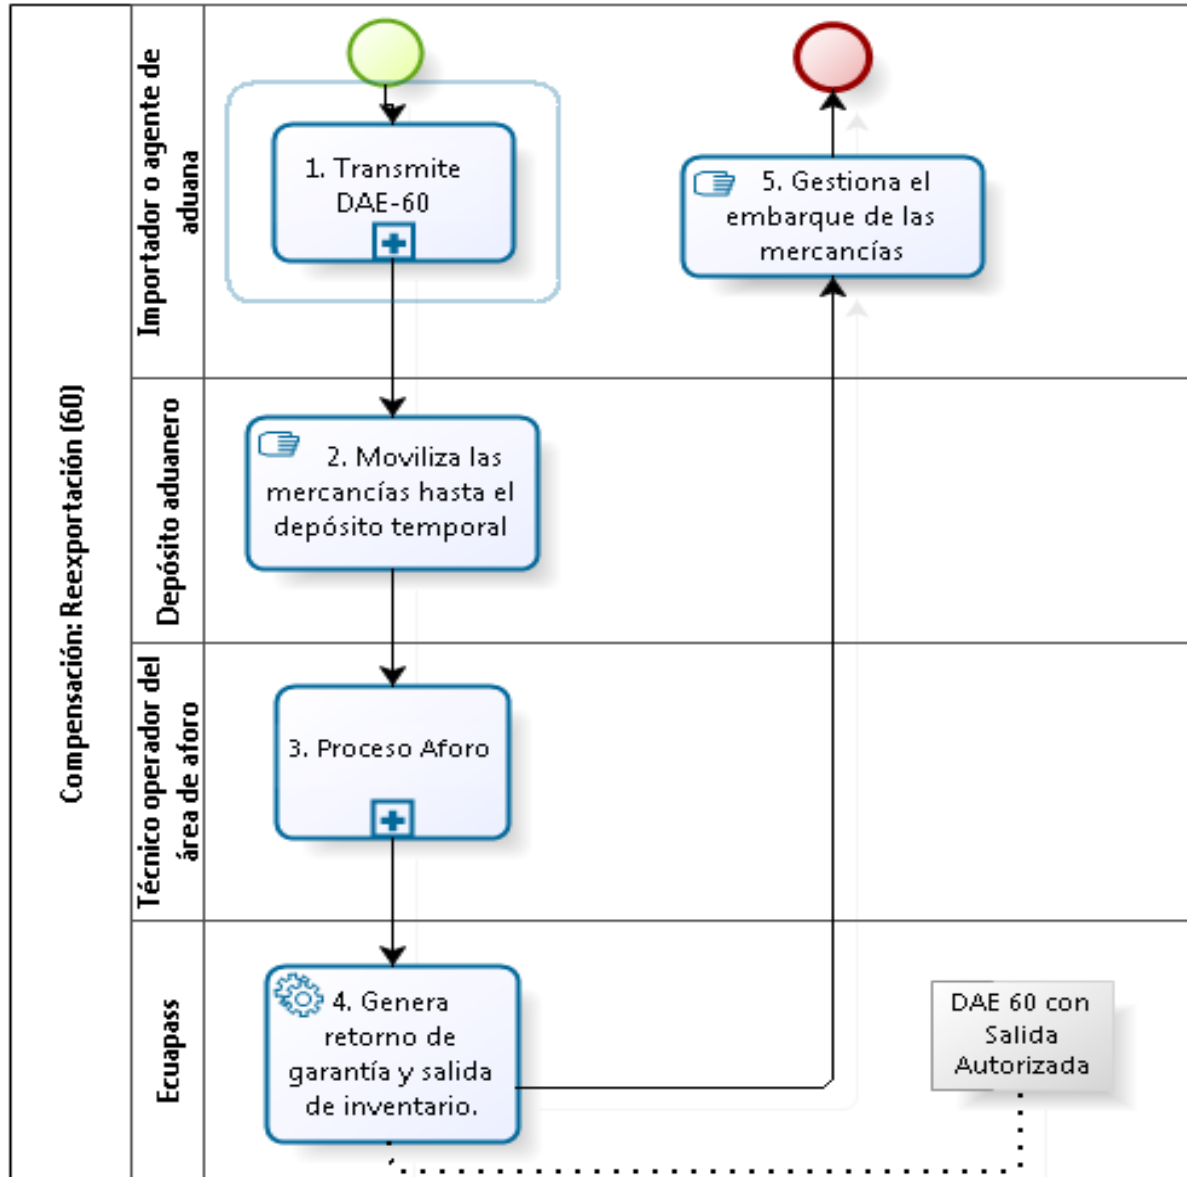 Compensación: Reexportación (60)
Importador o agente de
aduana
1. Transmite
DAE-60
5. Gestiona el
embarque de las
mercancías
Depósito aduanero
2. Moviliza las
mercancías hasta el
depósito temporal
Técnico operador del
área de aforo
3. Proceso Aforo
Ecuapass
4. Genera
retorno de
garantía y salida
de inventario.
DAE 60 con
Salida
Autorizada